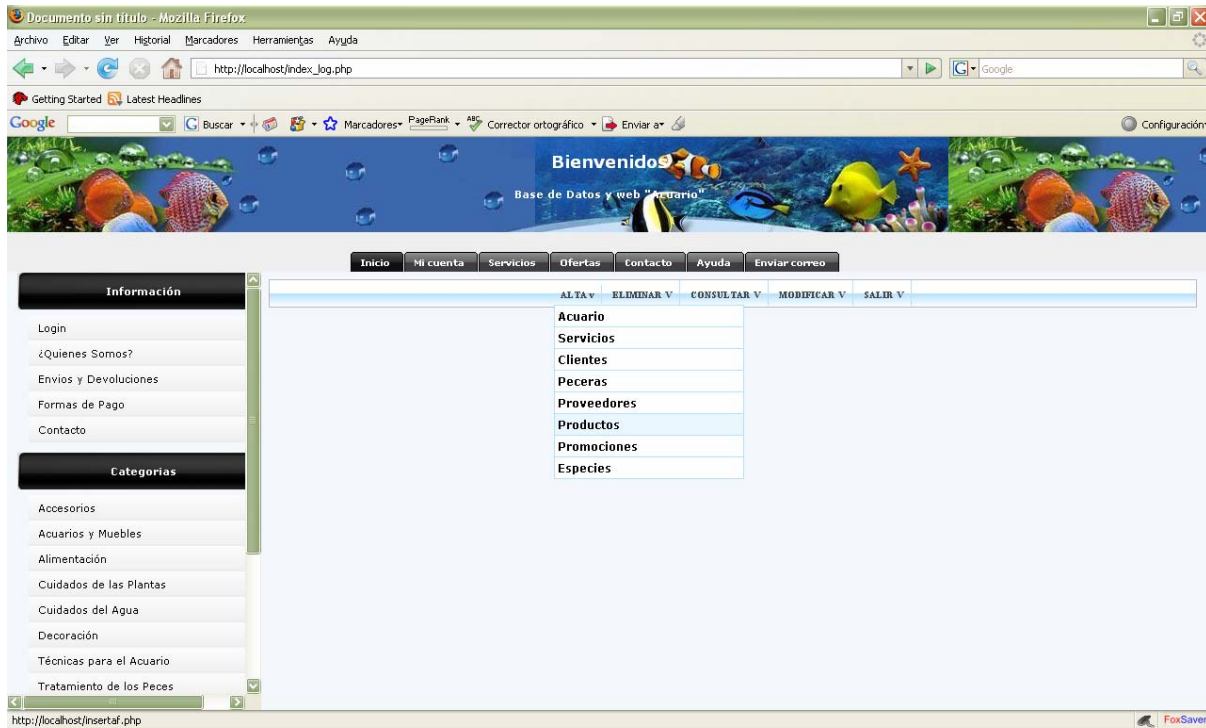 Documento sin título - Mozilla Firefox
Archivo Editar Ver Historial Marcadores Herramientas Ayuda
http://localhost/index_log.php
G Google
Getting Started Latest Headlines
Google G Buscar Marcadores PageRank ABC Corrector ortográfico Enviar a Configuración
Bienvenidos
Base de Datos y web "Acuario"
Inicio Mi cuenta Servicios Ofertas Contacto Ayuda Enviar correo
Información
Login
¿Quienes Somos?
Envios y Devoluciones
Formas de Pago
Contacto
Categorias
Accesorios
Acuarios y Muebles
Alimentación
Cuidados de las Plantas
Cuidados del Agua
Decoración
Técnicas para el Acuario
Tratamiento de los Peces
ALTA v ELIMINAR V CONSULTAR V MODIFICAR V SALIR V
Acuario
Servicios
Clientes
Peceras
Proveedores
Productos
Promociones
Especies
http://localhost/insertaf.php
FoxSaver